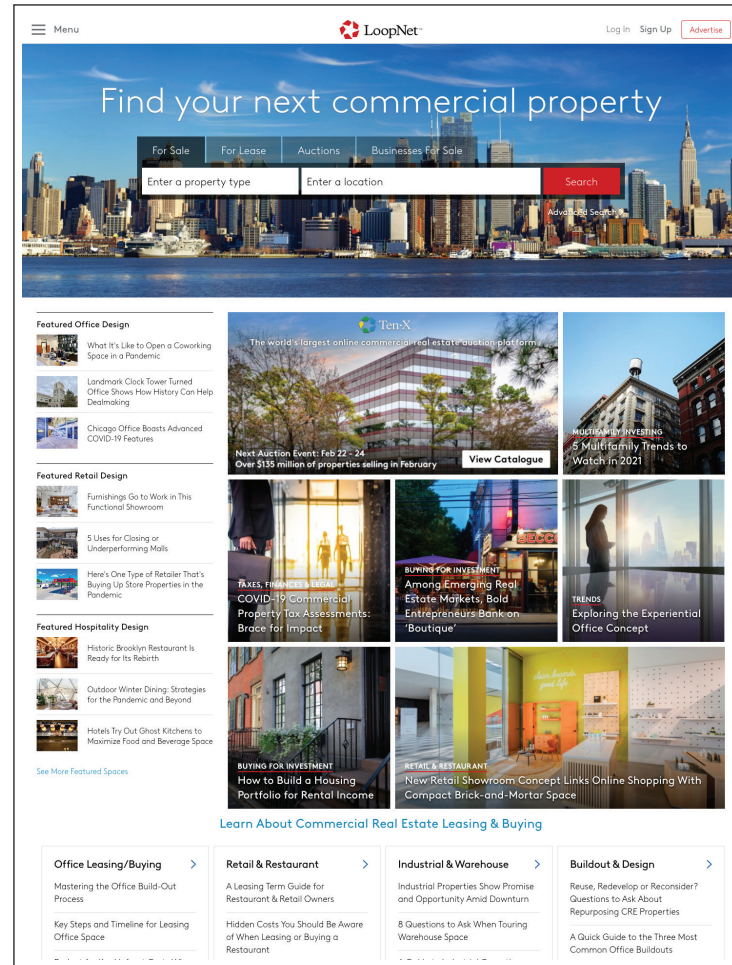 Menu
LoopNet™
Log In
Sign Up
Advertise
Find your next commercial property
For Sale
For Lease
Auctions
Businesses For Sale
Enter a property type
Enter a location
Search
Advanced Search
Featured Office Design
What It's Like to Open a Coworking
Space in a Pandemic
Landmark Clock Tower Turned
Office Shows How History Can Help
Dealmaking
Chicago Office Boasts Advanced
COVID-19 Features
Featured Retail Design
Furnishings Go to Work in This
Functional Showroom
5 Uses for Closing or
Underperforming Malls
Here's One Type of Retailer That's
Buying Up Store Properties in the
Pandemic
Featured Hospitality Design
Historic Brooklyn Restaurant Is
Ready for Its Rebirth
Outdoor Winter Dining: Strategies
for the Pandemic and Beyond
Hotels Try Out Ghost Kitchens to
Maximize Food and Beverage Space
See More Featured Spaces
Ten-X
The world's largest online commercial real estate auction platform
Next Auction Event: Feb 22 - 24
Over $135 million of properties selling in February
View Catalogue
MULTIFAMILY INVESTING
5 Multifamily Trends to
Watch in 2021
TAXES, FINANCES & LEGAL
COVID-19 Commercial
Property Tax Assessments:
Brace for Impact
BUYING FOR INVESTMENT
Among Emerging Real
Estate Markets, Bold
Entrepreneurs Bank on
'Boutique'
TRENDS
Exploring the Experiential
Office Concept
BUYING FOR INVESTMENT
How to Build a Housing
Portfolio for Rental Income
RETAIL & RESTAURANT
New Retail Showroom Concept Links Online Shopping With
Compact Brick-and-Mortar Space
Learn About Commercial Real Estate Leasing & Buying
Office Leasing/Buying
Mastering the Office Build-Out
Process
Key Steps and Timeline for Leasing
Office Space
Retail & Restaurant
A Leasing Term Guide for
Restaurant & Retail Owners
Hidden Costs You Should Be Aware
of When Leasing or Buying a
Restaurant
Industrial & Warehouse
Industrial Properties Show Promise
and Opportunity Amid Downturn
8 Questions to Ask When Touring
Warehouse Space
Buildout & Design
Reuse, Redevelop or Reconsider?
Questions to Ask About
Repurposing CRE Properties
A Quick Guide to the Three Most
Common Office Buildouts